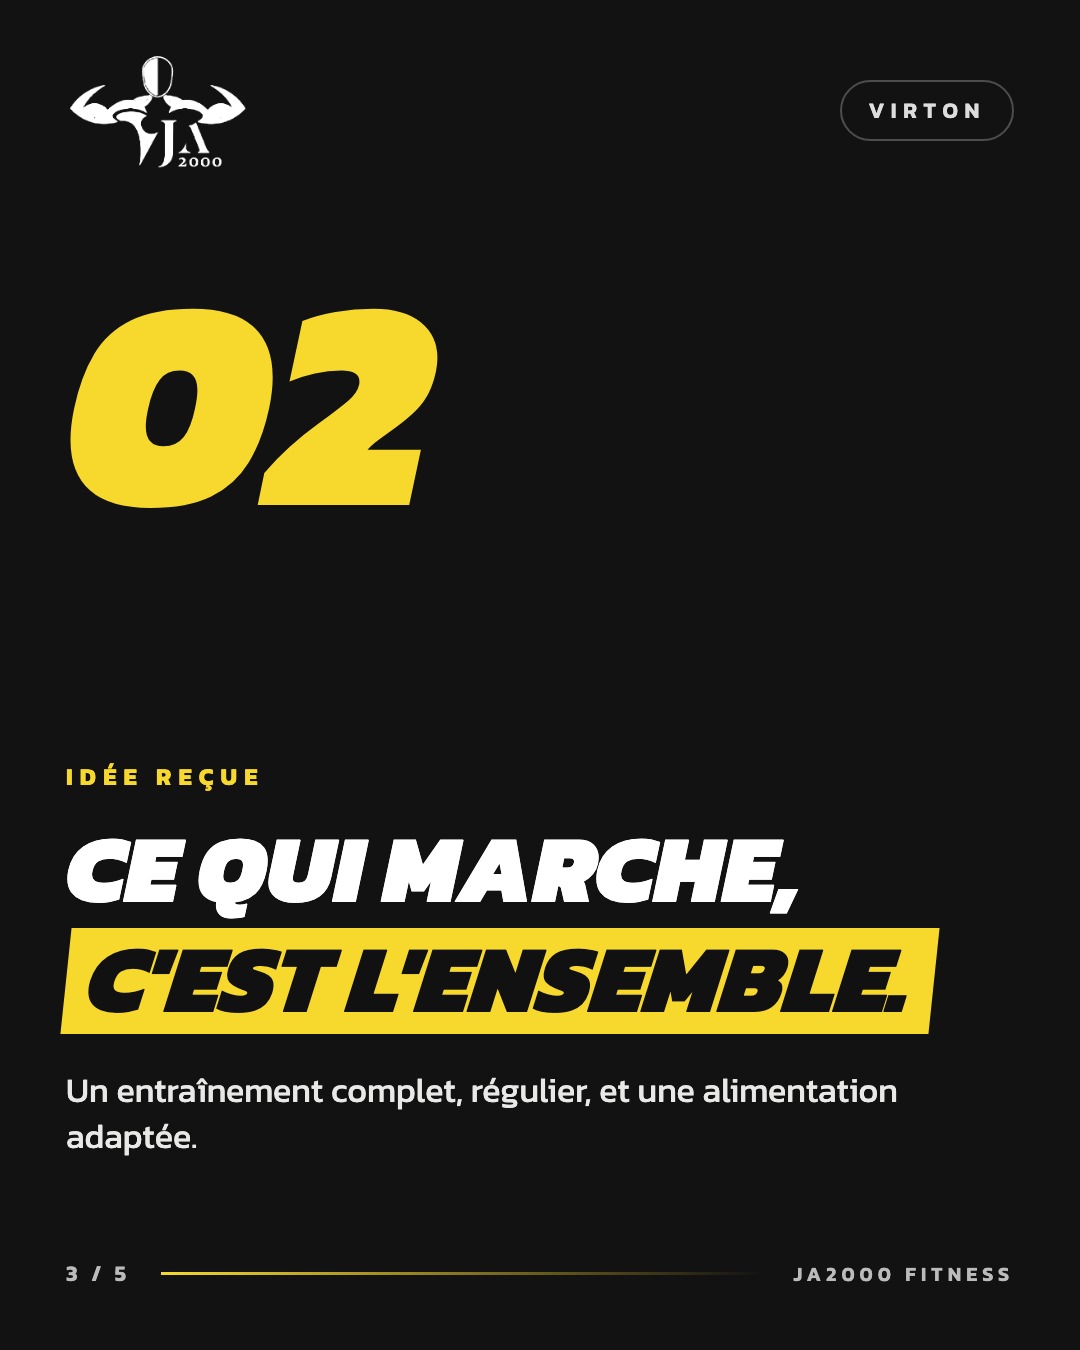 JA
2000
VIRTON
02
IDÉE REÇUE
CE QUI MARCHE,
C'EST L'ENSEMBLE.
Un entraînement complet, régulier, et une alimentation
adaptée.
3 / 5
JA2000 FITNESS